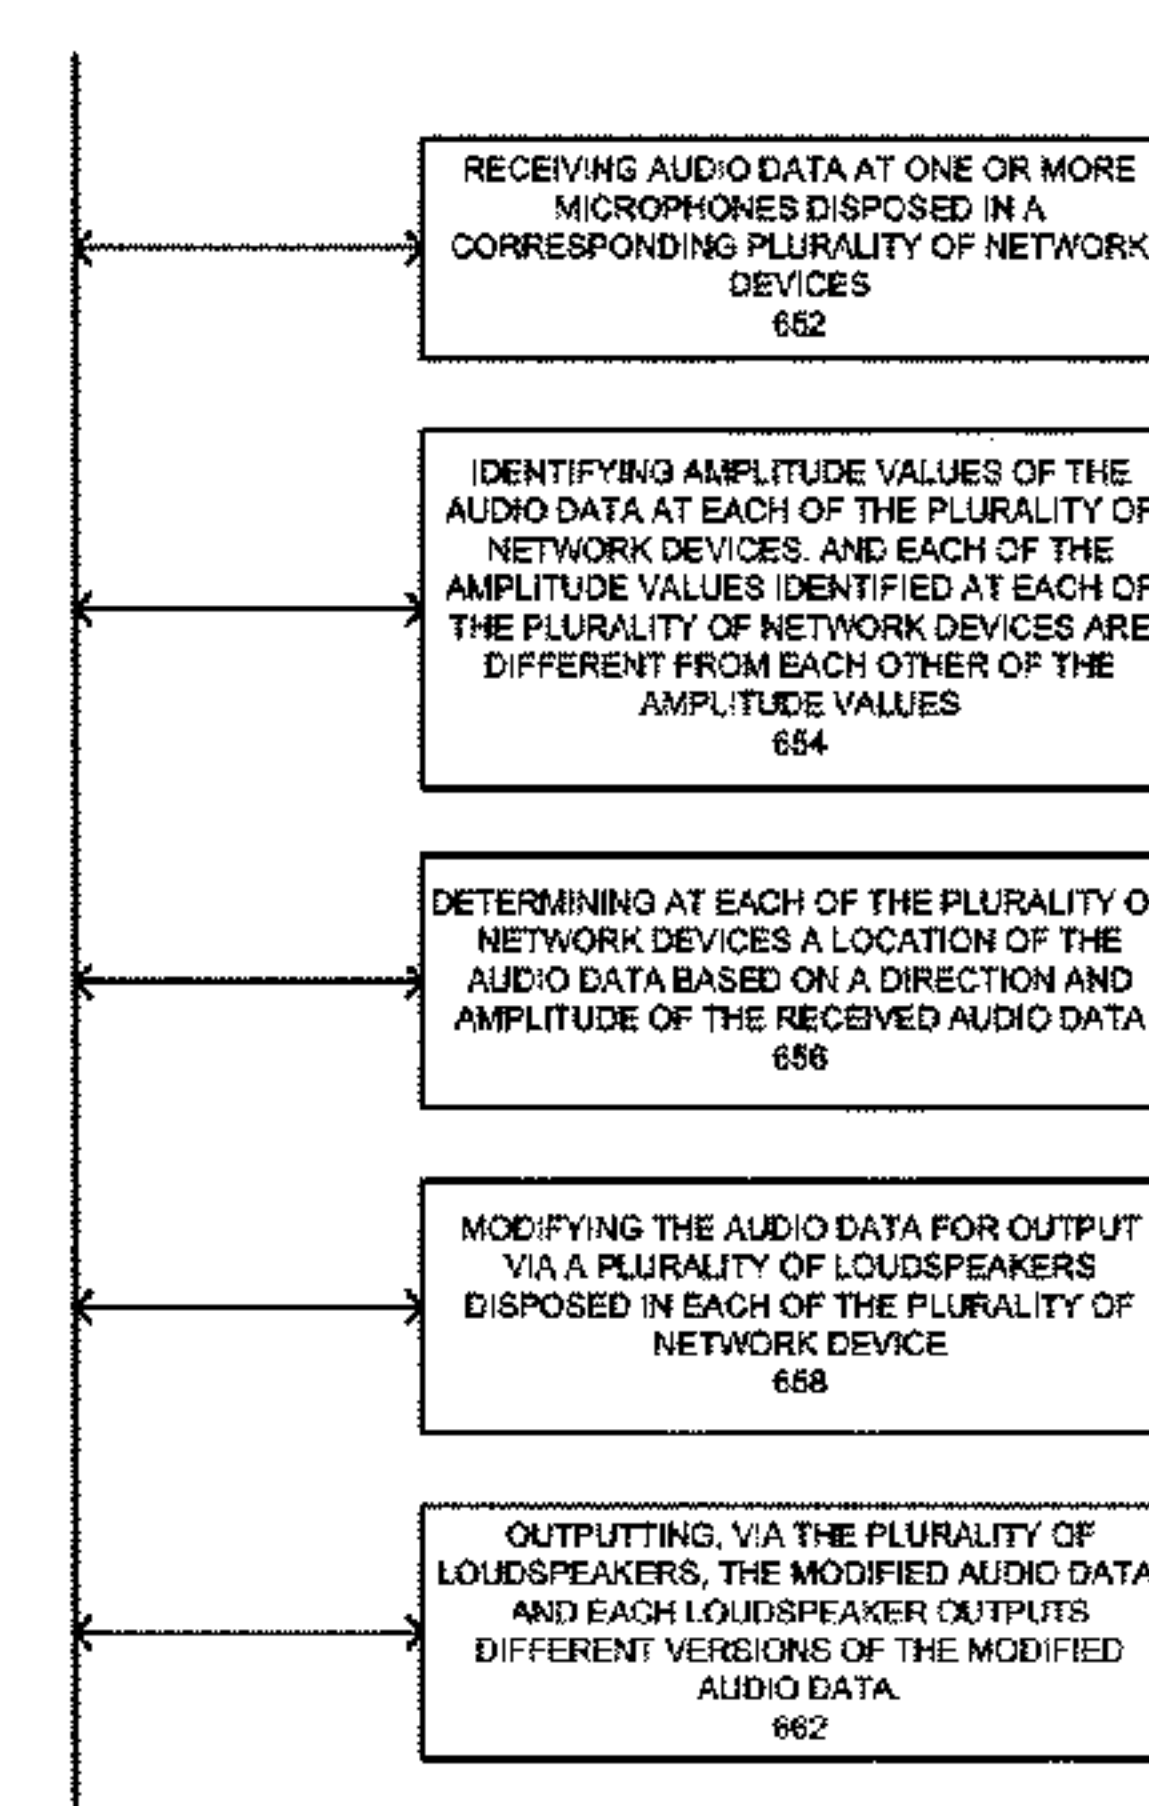 RECEIVING AUDIO DATA AT ONE OR MORE
MICROPHONES DISPOSED IN A
CORRESPONDING PLURALITY OF NETWORK
DEVICES
652
IDENTIFYING AMPLITUDE VALUES OF THE
AUDIO DATA AT EACH OF THE PLURALITY OF
NETWORK DEVICES. AND EACH OF THE
AMPLITUDE VALUES IDENTIFIED AT EACH OF
THE PLURALITY OF NETWORK DEVICES ARE
DIFFERENT FROM EACH OTHER OF THE
AMPLITUDE VALUES
654
DETERMINING AT EACH OF THE PLURALITY O
NETWORK DEVICES A LOCATION OF THE
AUDIO DATA BASED ON A DIRECTION AND
AMPLITUDE OF THE RECEIVED AUDIO DATA
656
MODIFYING THE AUDIO DATA FOR OUTPUT
VIA A PLURALITY OF LOUDSPEAKERS
DISPOSED IN EACH OF THE PLURALITY OF
NETWORK DEVICE
658
OUTPUTTING, VIA THE PLURALITY OF
LOUDSPEAKERS, THE MODIFIED AUDIO DATA
AND EACH LOUDSPEAKER OUTPUTS
DIFFERENT VERSIONS OF THE MODIFIED
AUDIO DATA.
662